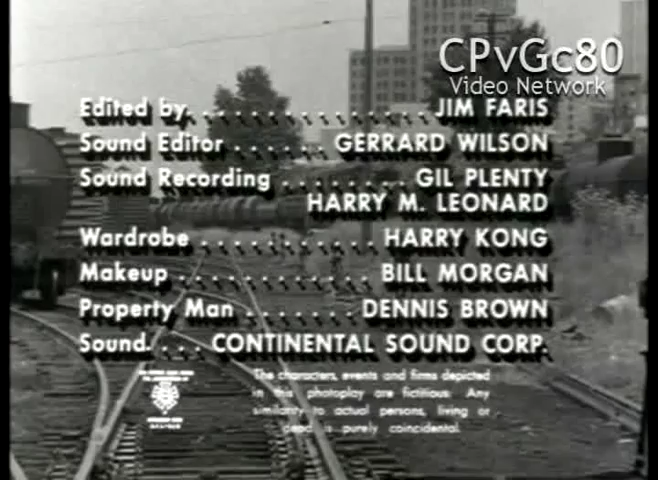 CPvGc80
Video Network
Edited by. . . . . . . . . . . . . JIM FARIS
Sound Editor . . . . . . GERRARD WILSON
Sound Recording . . . . . . . . GIL PLENTY
HARRY M. LEONARD
Wardrobe . . . . . . . . . . . HARRY KONG
Makeup . . . . . . . . . . . . . BILL MORGAN
Property Man . . . . . . . DENNIS BROWN
Sound. . . . CONTINENTAL SOUND CORP.
The characters, events and firms depicted
in this photoplay are fictitious. Any
similarity to actual persons, living or
dead is purely coincidental.